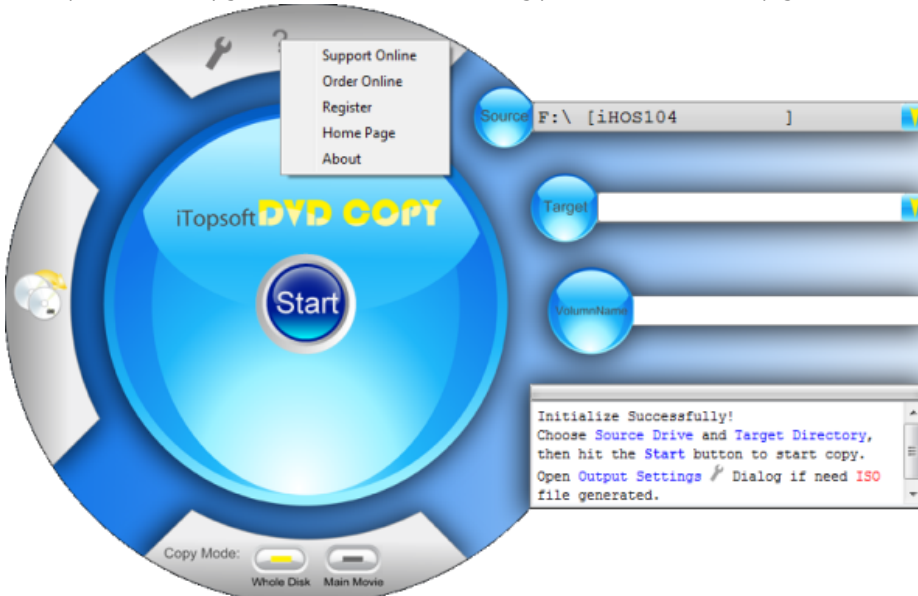 ?
Support Online
Order Online
Register
Home Page
About
Source
F:\ [iHOS104 ]
iTopsoft DVD COPY
Target
Start
VolumnName
Initialize Successfully!
Choose Source Drive and Target Directory,
then hit the Start button to start copy.
Open Output Settings Dialog if need ISO
file generated.
Copy Mode:
Whole Disk Main Movie